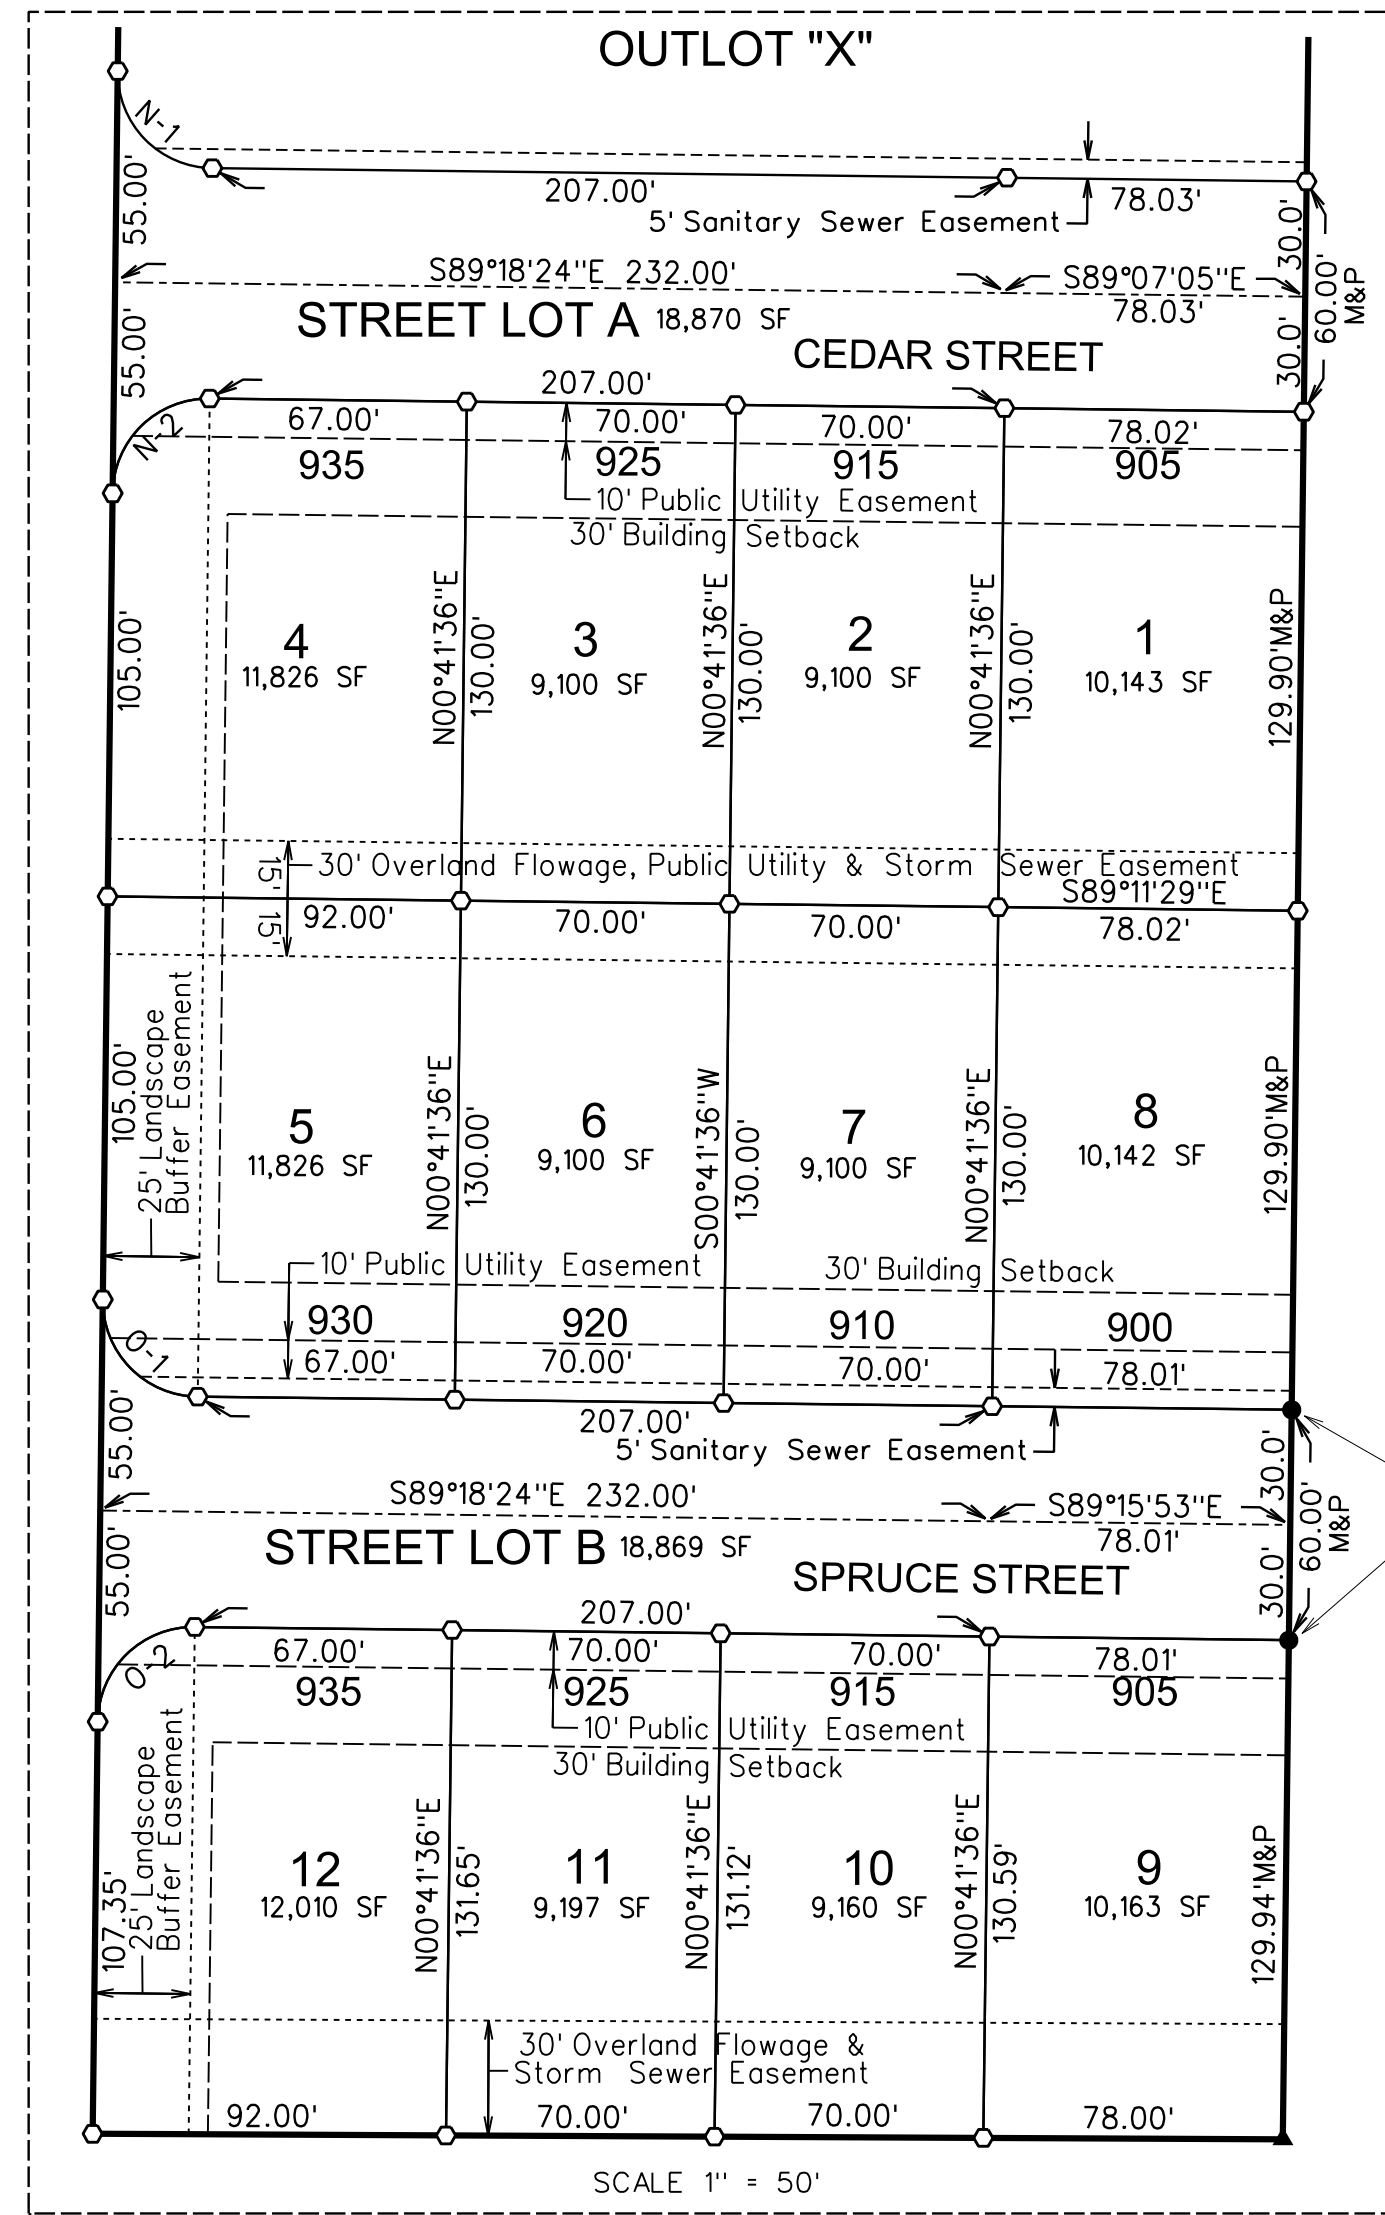 OUTLOT "X"
N-1
55.00'
207.00'
78.03'
5' Sanitary Sewer Easement
30.0'
S89°18'24"E 232.00'
S89°07'05"E
78.03'
60.00'
M&P
STREET LOT A 18,870 SF
55.00'
30.0'
CEDAR STREET
207.00'
N-2
67.00'
70.00'
70.00'
78.02'
935
925
915
905
10' Public Utility Easement
30' Building Setback
105.00'
4
11,826 SF
N00°41'36"E
130.00'
3
9,100 SF
N00°41'36"E
130.00'
2
9,100 SF
N00°41'36"E
130.00'
1
10,143 SF
129.90'M&P
15'
30' Overland Flowage, Public Utility & Storm Sewer Easement
S89°11'29"E
15'
92.00'
70.00'
70.00'
78.02'
105.00'
25' Landscape
Buffer Easement
5
11,826 SF
N00°41'36"E
130.00'
6
9,100 SF
S00°41'36"W
130.00'
7
9,100 SF
N00°41'36"E
130.00'
8
10,142 SF
129.90'M&P
10' Public Utility Easement
30' Building Setback
930
920
910
900
O-1
67.00'
70.00'
70.00'
78.01'
207.00'
5' Sanitary Sewer Easement
55.00'
30.0'
S89°18'24"E 232.00'
S89°15'53"E
78.01'
60.00'
M&P
STREET LOT B 18,869 SF
55.00'
30.0'
SPRUCE STREET
207.00'
O-2
67.00'
70.00'
70.00'
78.01'
935
925
915
905
10' Public Utility Easement
30' Building Setback
107.35'
25' Landscape
Buffer Easement
12
12,010 SF
N00°41'36"E
131.65'
11
9,197 SF
N00°41'36"E
131.12'
10
9,160 SF
N00°41'36"E
130.59'
9
10,163 SF
129.94'M&P
30' Overland Flowage &
Storm Sewer Easement
92.00'
70.00'
70.00'
78.00'
SCALE 1" = 50'